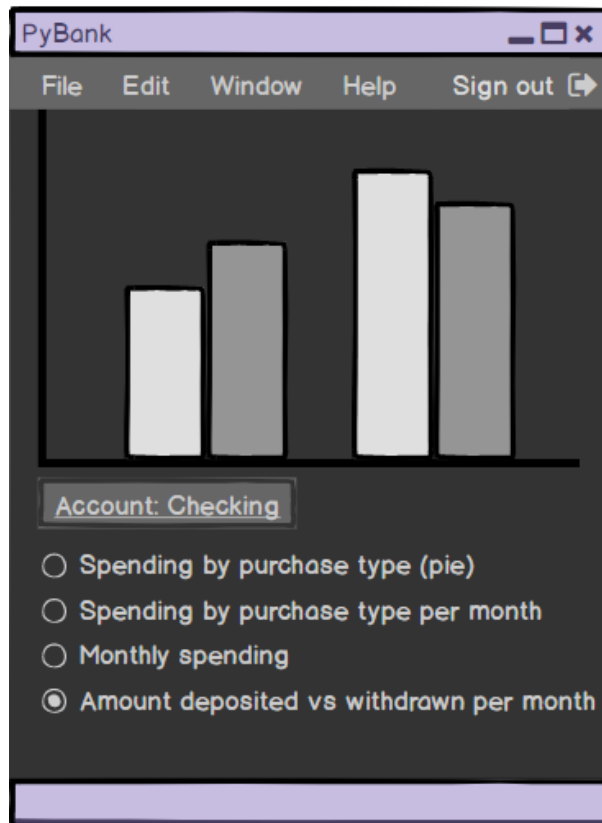 PyBank
File Edit Window Help Sign out
Account: Checking
Spending by purchase type (pie)
Spending by purchase type per month
Monthly spending
Amount deposited vs withdrawn per month